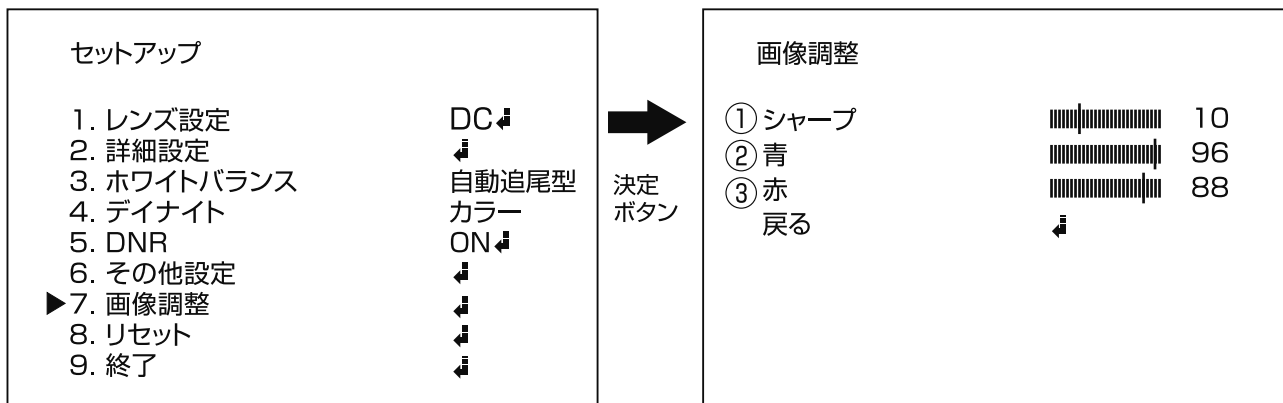 セットアップ
1. レンズ設定 DC↲
2. 詳細設定 ↲
3. ホワイトバランス 自動追尾型
4. デイナイト カラー
5. DNR ON↲
6. その他設定 ↲
▶7. 画像調整 ↲
8. リセット ↲
9. 終了 ↲
決定
ボタン
画像調整
① シャープ 10
② 青 96
③ 赤 88
戻る ↲